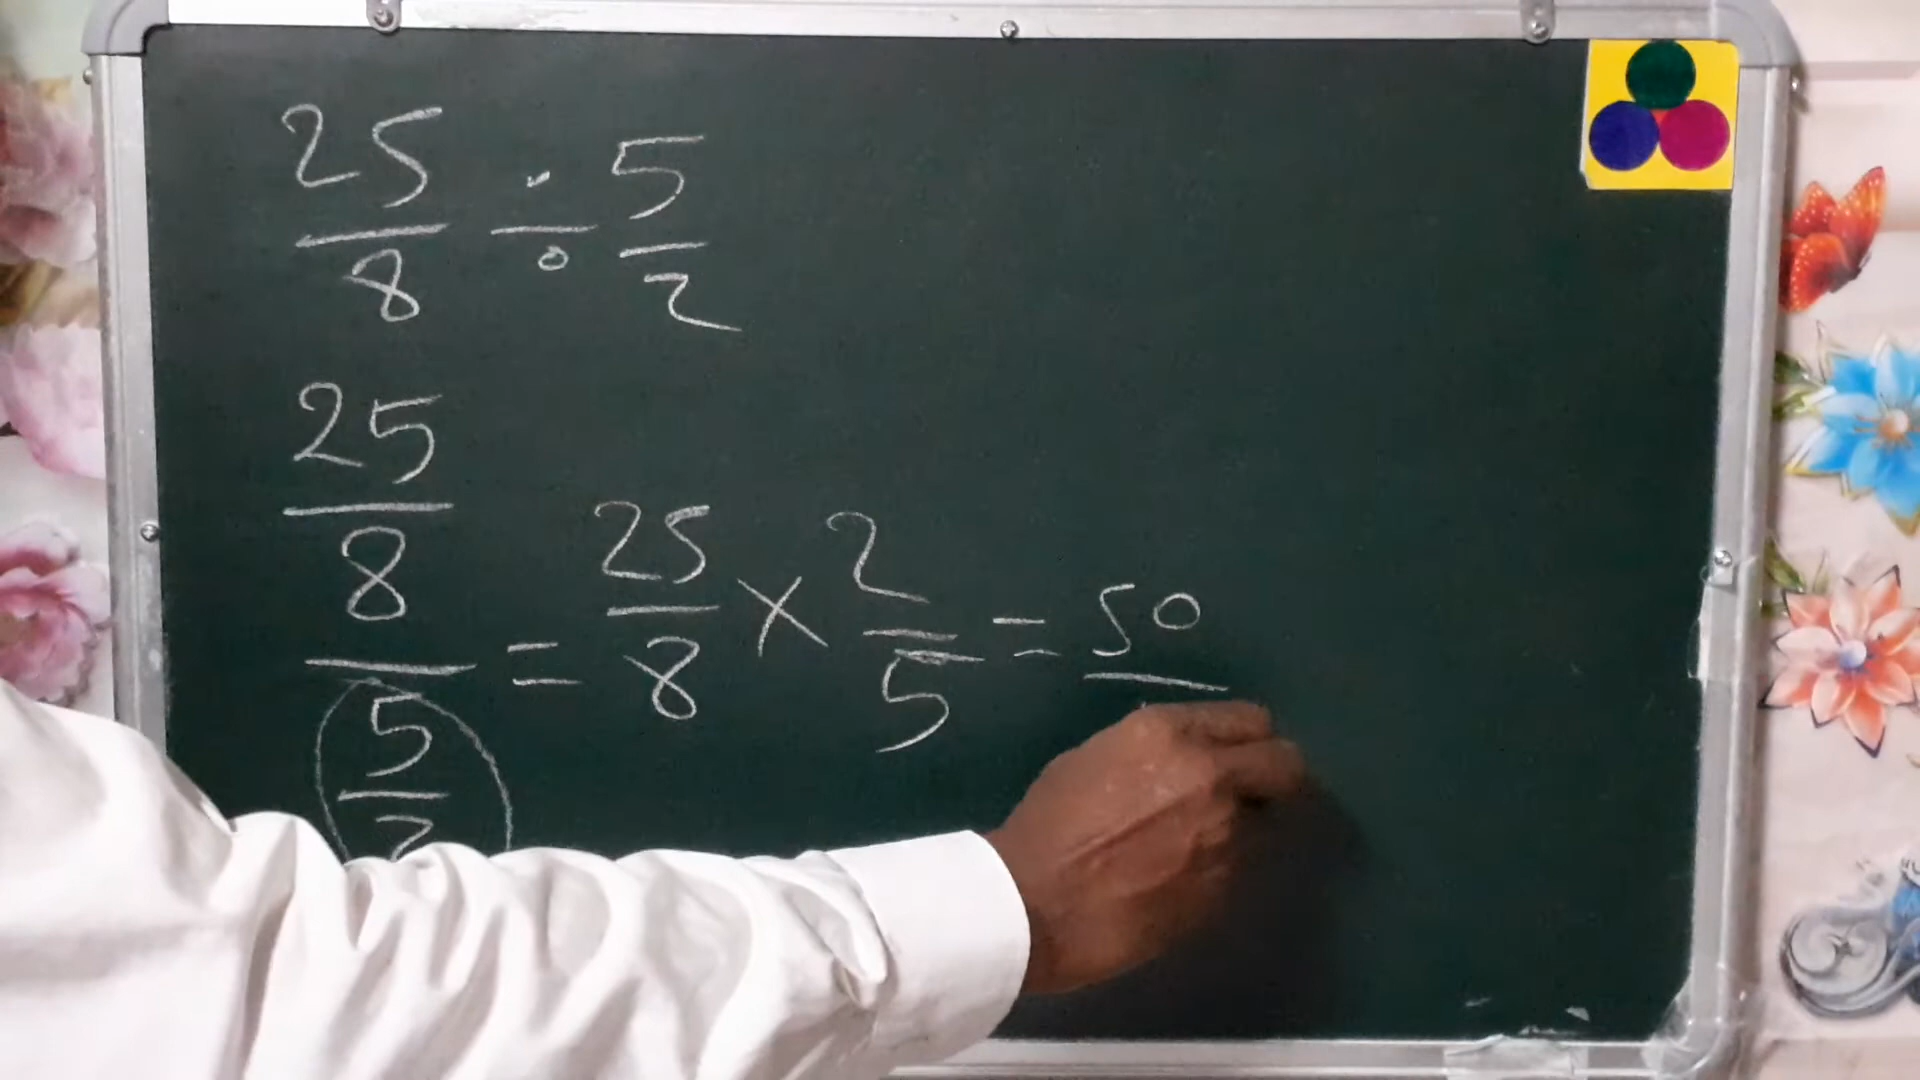 25/8 ÷ 5/2
25/8 / 5/2 = 25/8 × 2/5 = 50/